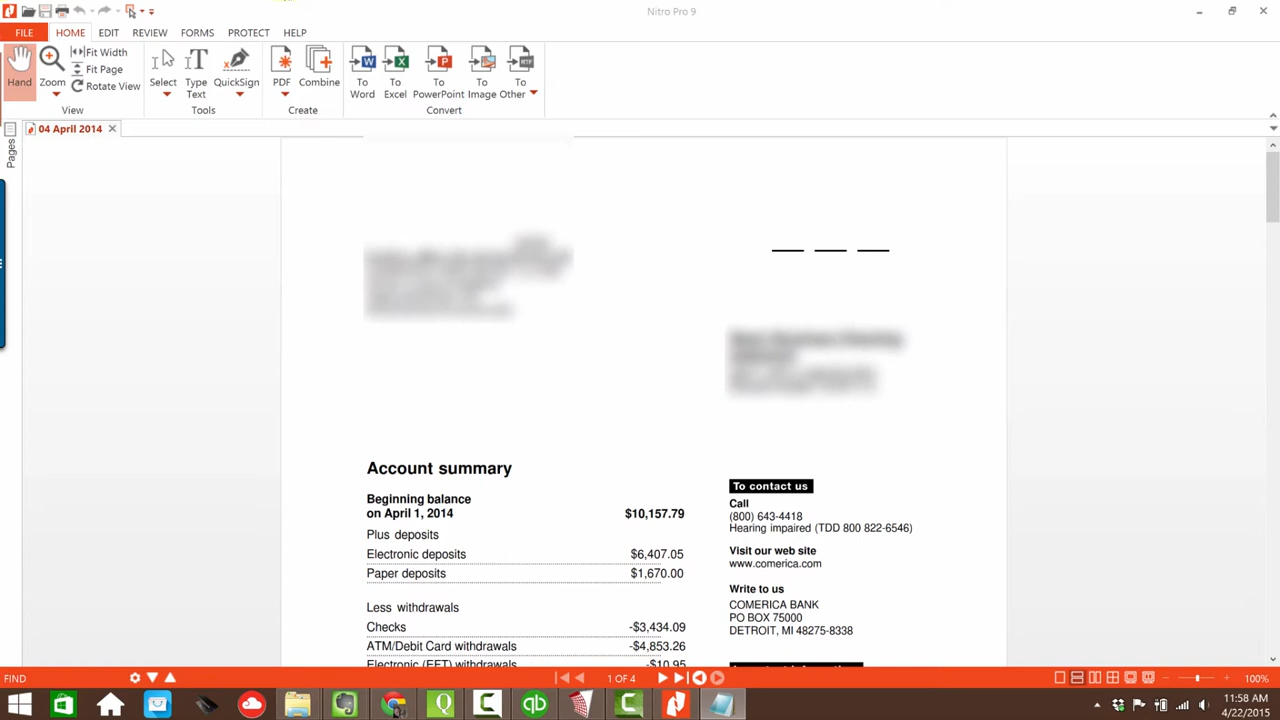 Nitro Pro 9
FILE HOME EDIT REVIEW FORMS PROTECT HELP
Hand
Zoom
Fit Width
Fit Page
Rotate View
View
Select
Type Text
QuickSign
Tools
PDF
Combine
Create
To Word
To Excel
To PowerPoint
To Image
To Other
Convert
04 April 2014
Pages
Account summary
Beginning balance
on April 1, 2014 $10,157.79
Plus deposits
Electronic deposits $6,407.05
Paper deposits $1,670.00
Less withdrawals
Checks -$3,434.09
ATM/Debit Card withdrawals -$4,853.26
Electronic (EFT) withdrawals -$10.95
To contact us
Call
(800) 643-4418
Hearing impaired (TDD 800 822-6546)
Visit our web site
www.comerica.com
Write to us
COMERICA BANK
PO BOX 75000
DETROIT, MI 48275-8338
FIND
1 OF 4
100%
11:58 AM
4/22/2015